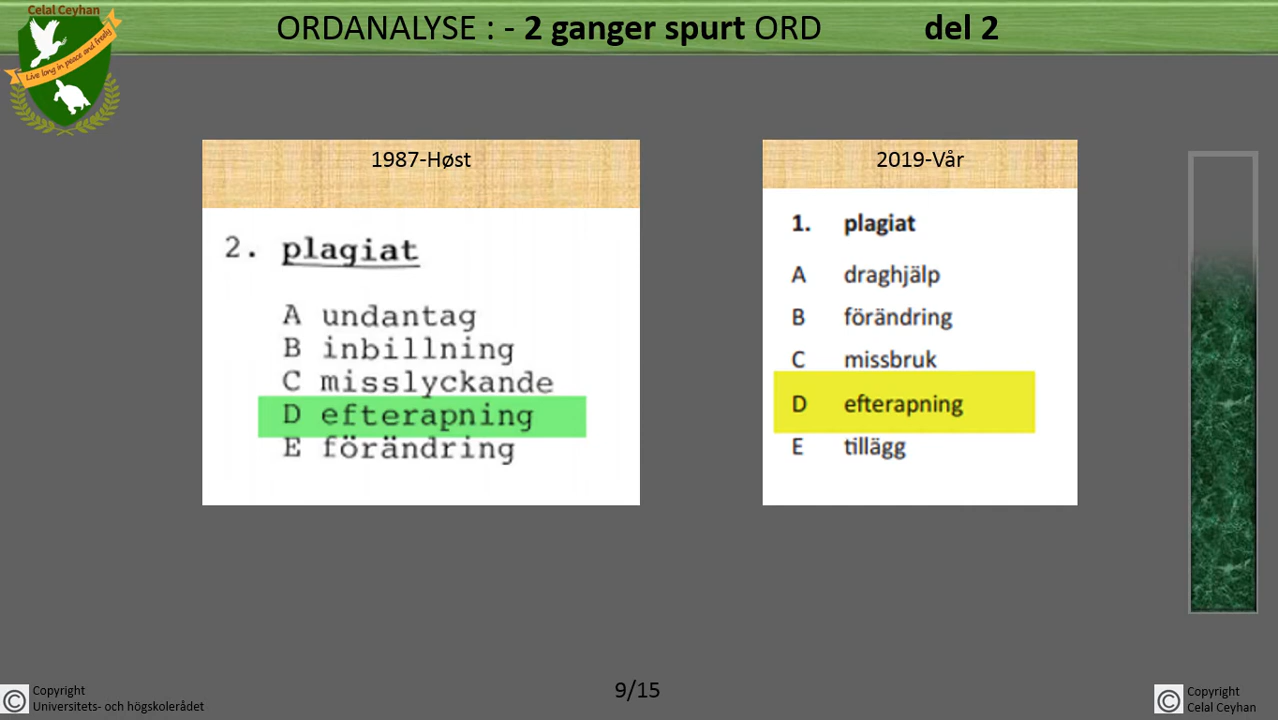 Celal Ceyhan
Live long in peace and freely
ORDANALYSE : - 2 ganger spurt ORD del 2
1987-Høst
2. plagiat
A undantag
B inbillning
C misslyckande
D efterapning
E förändring
2019-Vår
1. plagiat
A draghjälp
B förändring
C missbruk
D efterapning
E tillägg
9/15
© Copyright
Universitets- och högskolerådet
© Copyright
Celal Ceyhan